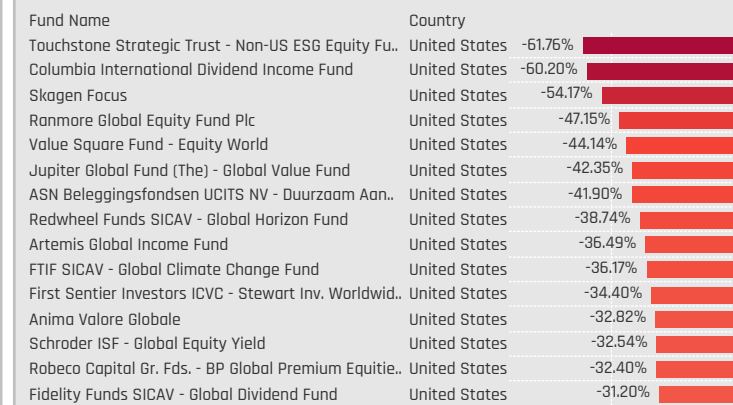 Fund Name Country
Touchstone Strategic Trust - Non-US ESG Equity Fu.. United States -61.76%
Columbia International Dividend Income Fund United States -60.20%
Skagen Focus United States -54.17%
Ranmore Global Equity Fund Plc United States -47.15%
Value Square Fund - Equity World United States -44.14%
Jupiter Global Fund (The) - Global Value Fund United States -42.35%
ASN Beleggingsfondsen UCITS NV - Duurzaam Aan.. United States -41.90%
Redwheel Funds SICAV - Global Horizon Fund United States -38.74%
Artemis Global Income Fund United States -36.49%
FTIF SICAV - Global Climate Change Fund United States -36.17%
First Sentier Investors ICVC - Stewart Inv. Worldwid.. United States -34.40%
Anima Valore Globale United States -32.82%
Schroder ISF - Global Equity Yield United States -32.54%
Robeco Capital Gr. Fds. - BP Global Premium Equitie.. United States -32.40%
Fidelity Funds SICAV - Global Dividend Fund United States -31.20%